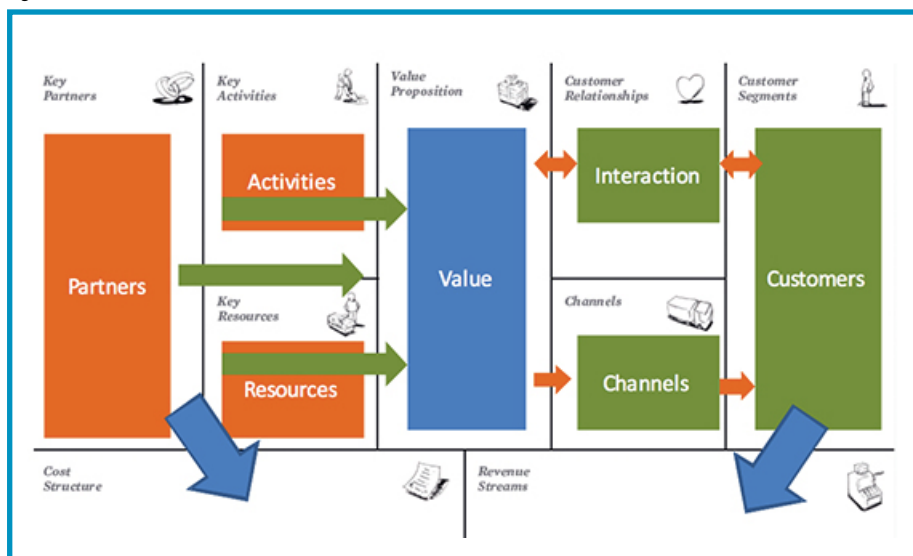 Key
Partners
Key
Activities
Value
Proposition
Customer
Relationships
Customer
Segments
Activities
Interaction
Partners
Value
Customers
Key
Resources
Channels
Resources
Channels
Cost
Structure
Revenue
Streams